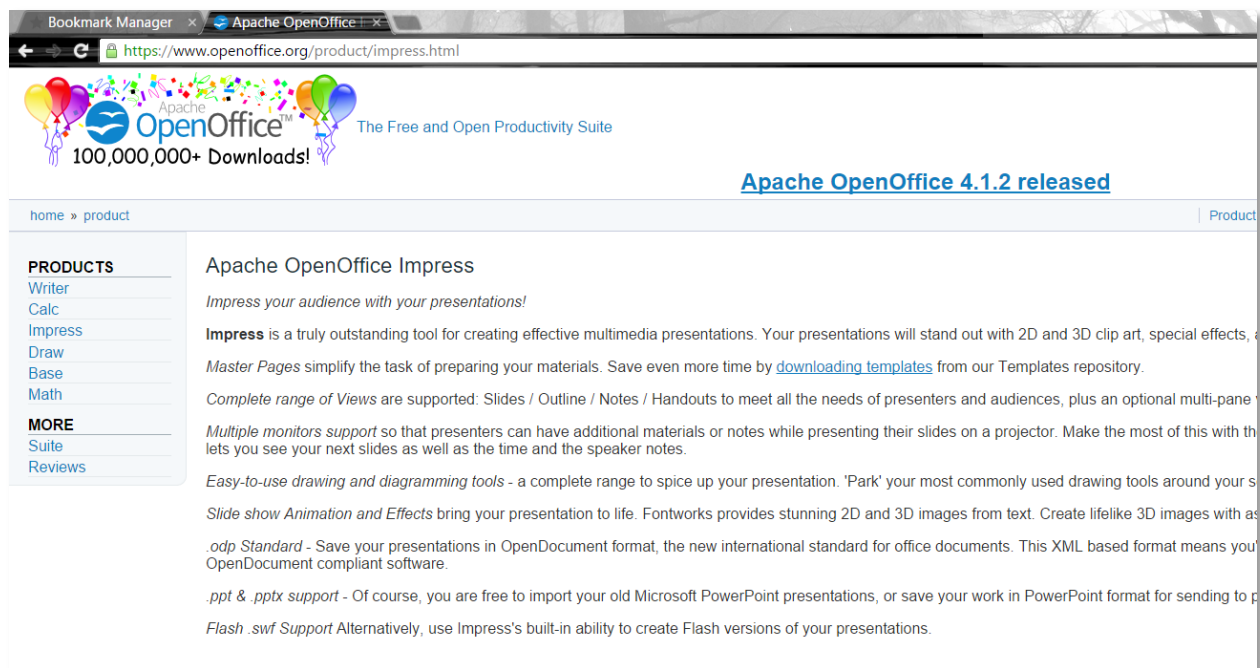 Bookmark Manager
Apache OpenOffice
https://www.openoffice.org/product/impress.html
Apache
OpenOffice™
100,000,000+ Downloads!
The Free and Open Productivity Suite
Apache OpenOffice 4.1.2 released
home » product
Product
PRODUCTS
Writer
Calc
Impress
Draw
Base
Math
MORE
Suite
Reviews
Apache OpenOffice Impress
Impress your audience with your presentations!
Impress is a truly outstanding tool for creating effective multimedia presentations. Your presentations will stand out with 2D and 3D clip art, special effects,
Master Pages simplify the task of preparing your materials. Save even more time by downloading templates from our Templates repository.
Complete range of Views are supported: Slides / Outline / Notes / Handouts to meet all the needs of presenters and audiences, plus an optional multi-pane
Multiple monitors support so that presenters can have additional materials or notes while presenting their slides on a projector. Make the most of this with
lets you see your next slides as well as the time and the speaker notes.
Easy-to-use drawing and diagramming tools - a complete range to spice up your presentation. 'Park' your most commonly used drawing tools around your
Slide show Animation and Effects bring your presentation to life. Fontworks provides stunning 2D and 3D images from text. Create lifelike 3D images with
.odp Standard - Save your presentations in OpenDocument format, the new international standard for office documents. This XML based format means
OpenDocument compliant software.
.ppt & .pptx support - Of course, you are free to import your old Microsoft PowerPoint presentations, or save your work in PowerPoint format for sending to
Flash .swf Support Alternatively, use Impress's built-in ability to create Flash versions of your presentations.